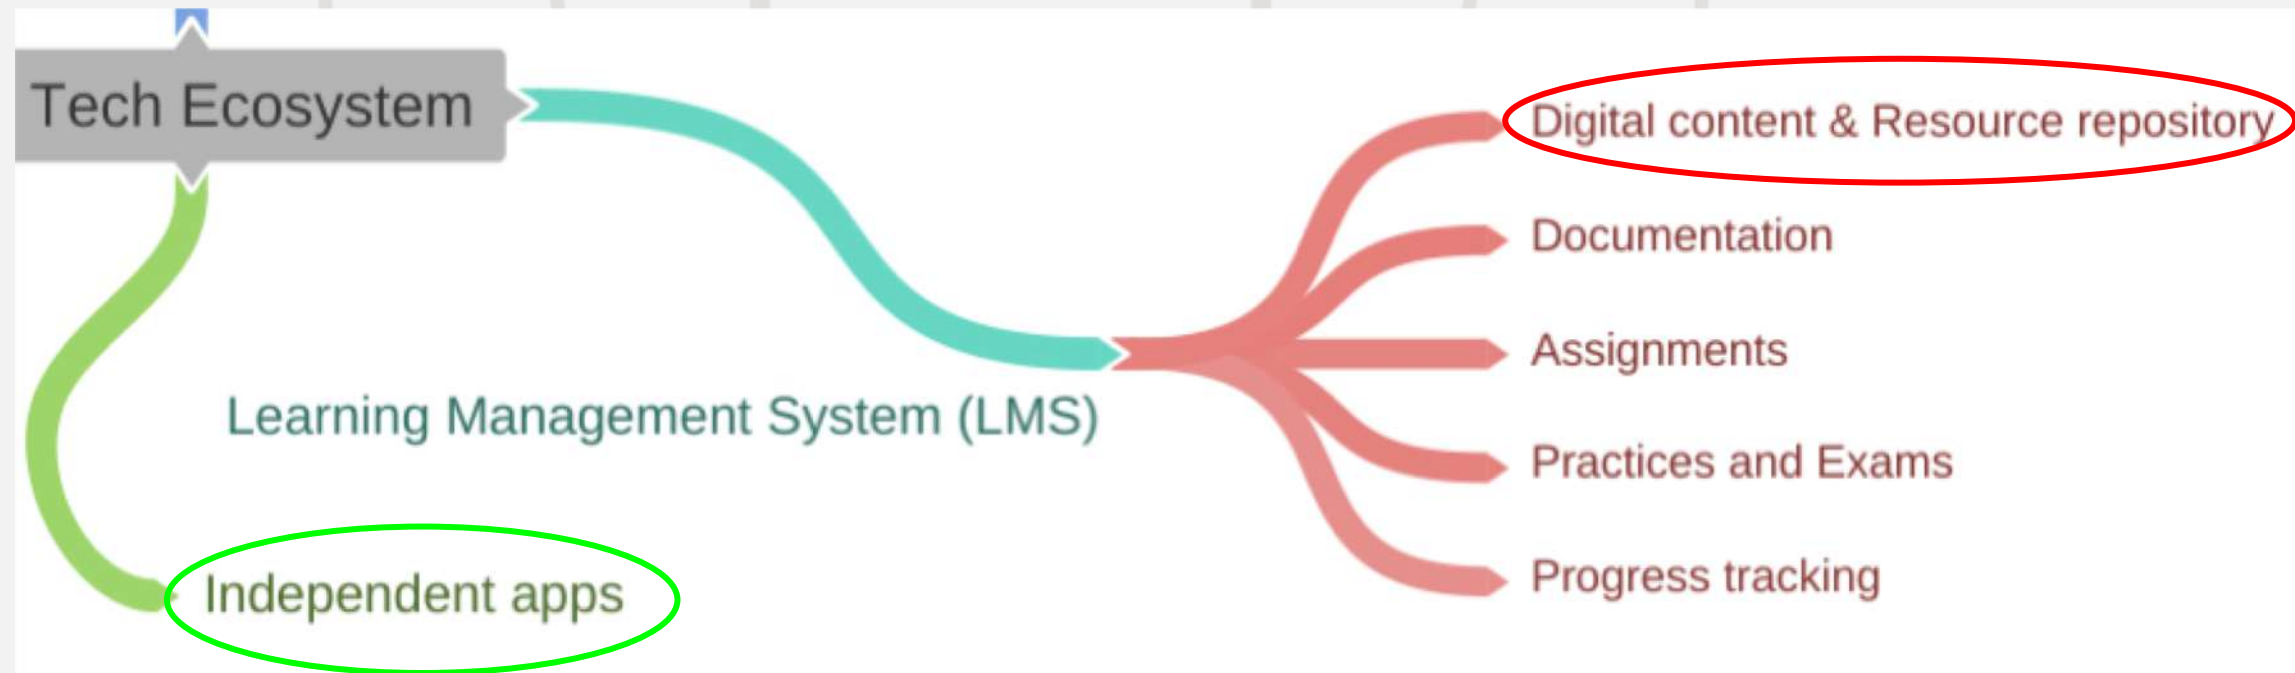 Tech Ecosystem
Digital content & Resource repository
Documentation
Assignments
Learning Management System (LMS)
Practices and Exams
Progress tracking
Independent apps